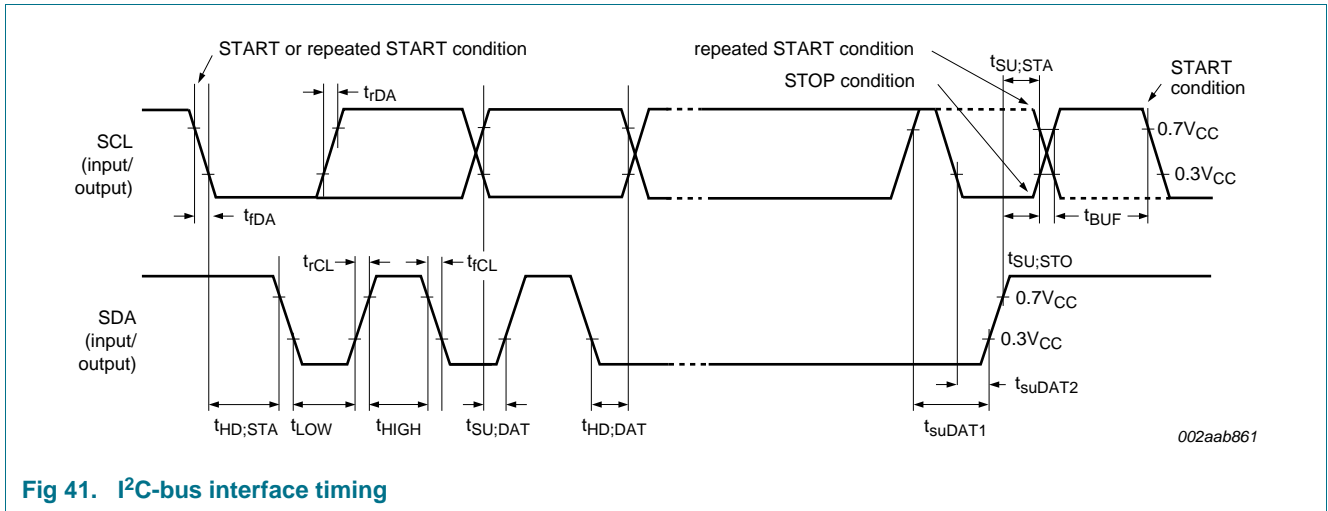 START or repeated START condition
repeated START condition
STOP condition
tSU;STA
START
condition
trDA
SCL
(input/
output)
0.7VCC
0.3VCC
tfDA
tBUF
trCL
tfCL
tSU;STO
SDA
(input/
output)
0.7VCC
0.3VCC
tsuDAT2
tHD;STA
tLOW
tHIGH
tSU;DAT
tHD;DAT
tsuDAT1
002aab861
Fig 41. I²C-bus interface timing